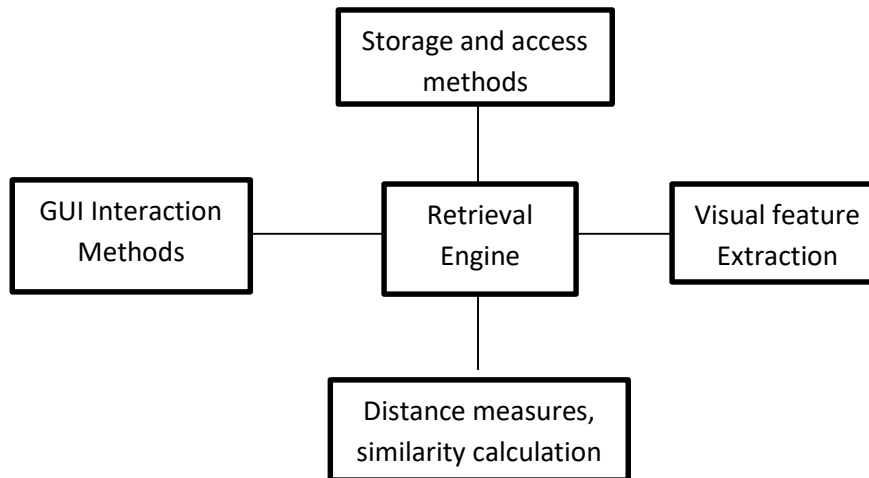 Storage and access
methods
GUI Interaction
Methods
Retrieval
Engine
Visual feature
Extraction
Distance measures,
similarity calculation